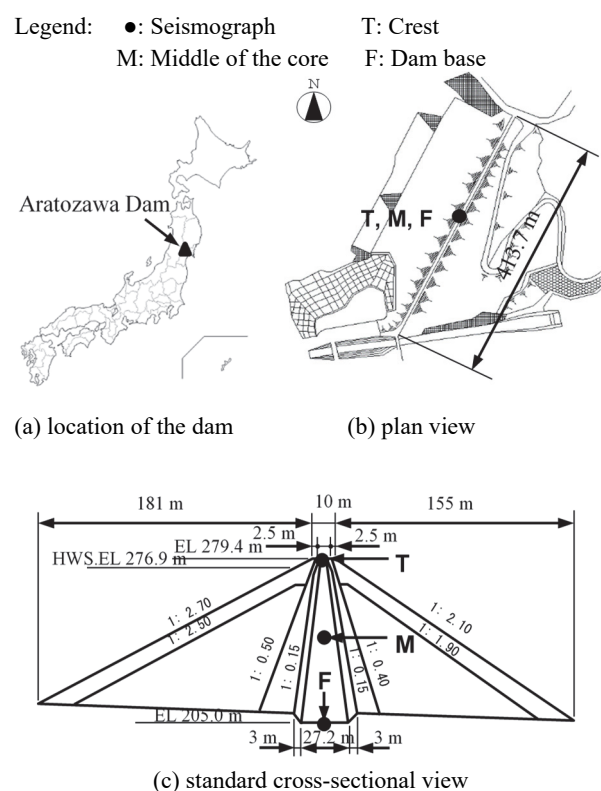 Legend: ●: Seismograph T: Crest
M: Middle of the core F: Dam base
N
Aratozawa Dam
T, M, F
413.7 m
(a) location of the dam (b) plan view
181 m 10 m 155 m
2.5 m 2.5 m
EL 279.4 m
HWS.EL 276.9 m
T
1: 2.70
1: 2.50
1: 0.50
1: 0.15
M
F
1: 0.15
1: 0.40
1: 2.10
1: 1.90
EL 205.0 m
3 m 27.2 m 3 m
(c) standard cross-sectional view